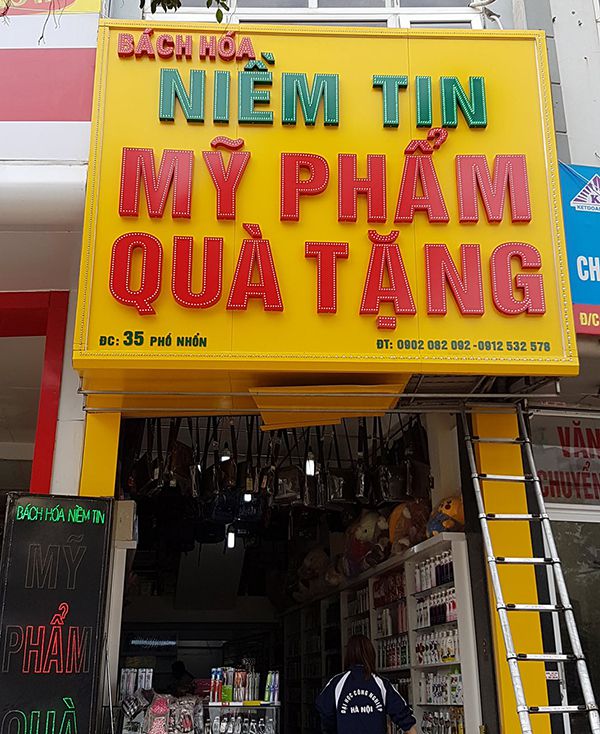 BÁCH HÓA
NIỀM TIN
MỸ PHẨM
QUÀ TẶNG
ĐC: 35 PHỐ NHỔN
ĐT: 0902 082 092 - 0912 532 578
CH
Đ/C
VĂN
CHUYỂN
BÁCH HÓA NIỀM TIN
MỸ
PHẨM
QUÀ
ĐẠI HỌC CÔNG NGHIỆP
HÀ NỘI